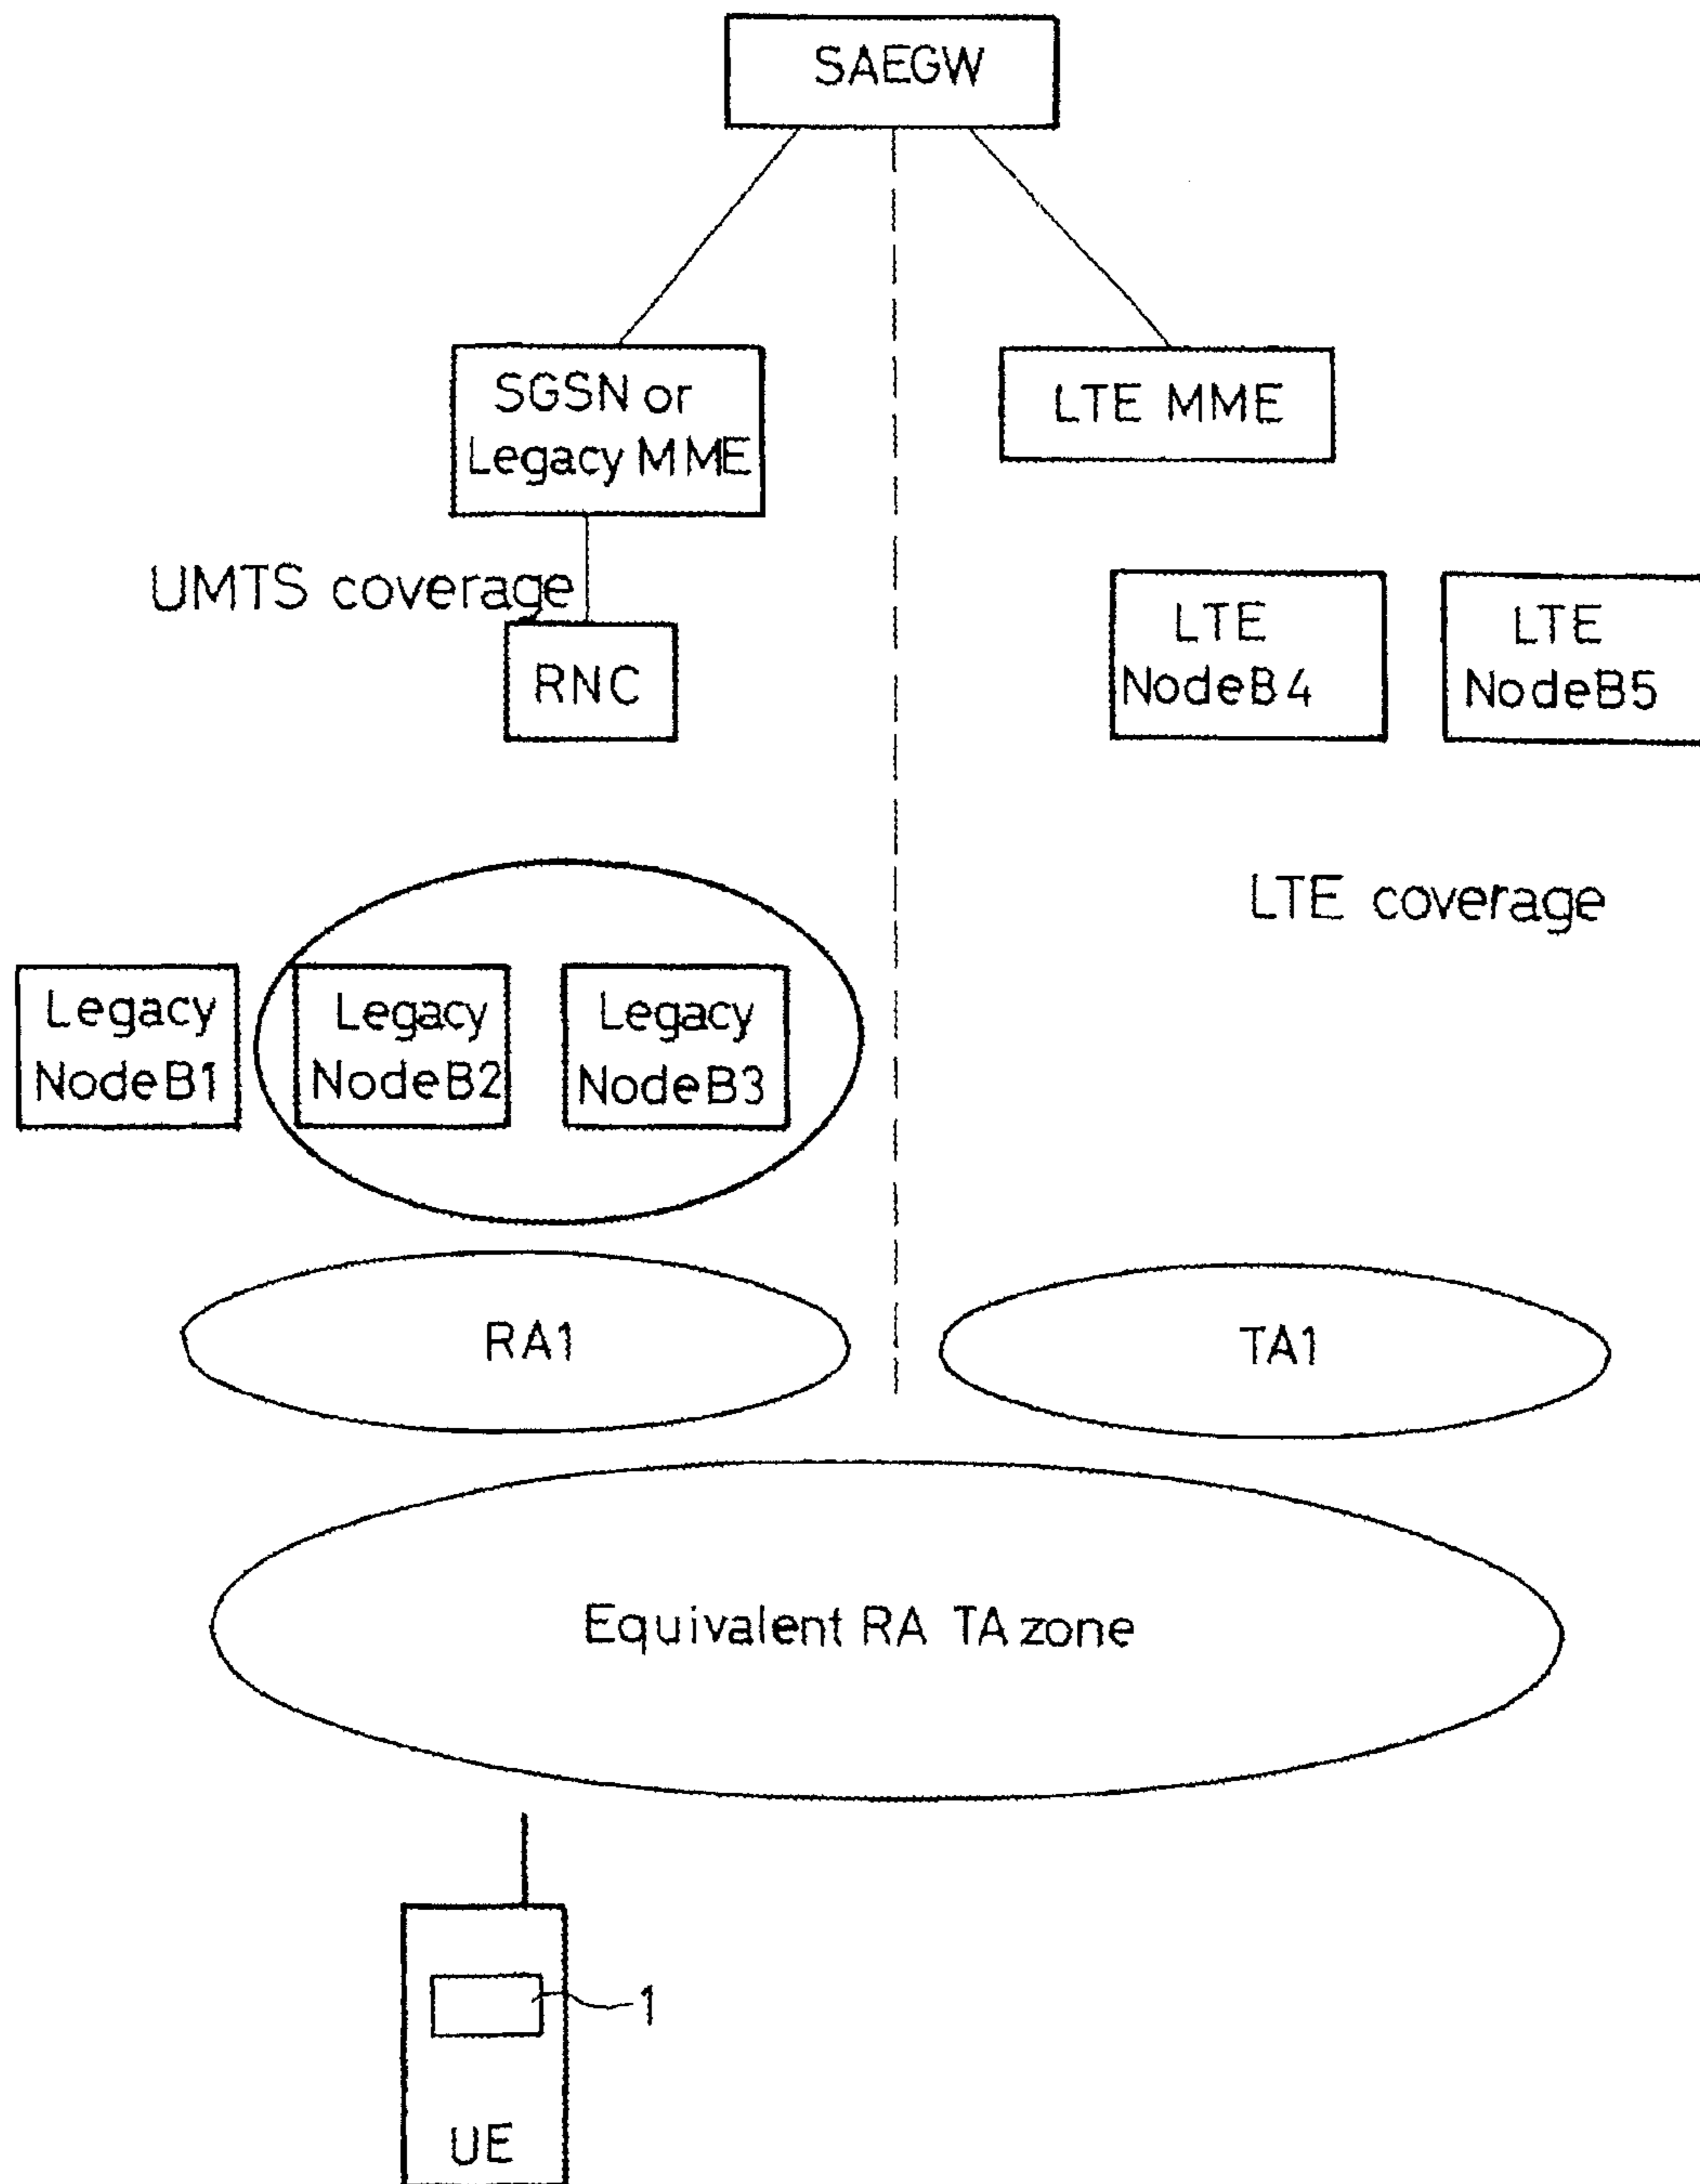 SAEGW
SGSN or
Legacy MME
LTE MME
UMTS coverage
RNC
LTE
NodeB4
LTE
NodeB5
LTE coverage
Legacy
NodeB1
Legacy
NodeB2
Legacy
NodeB3
RA1
TA1
Equivalent RA TA zone
1
UE